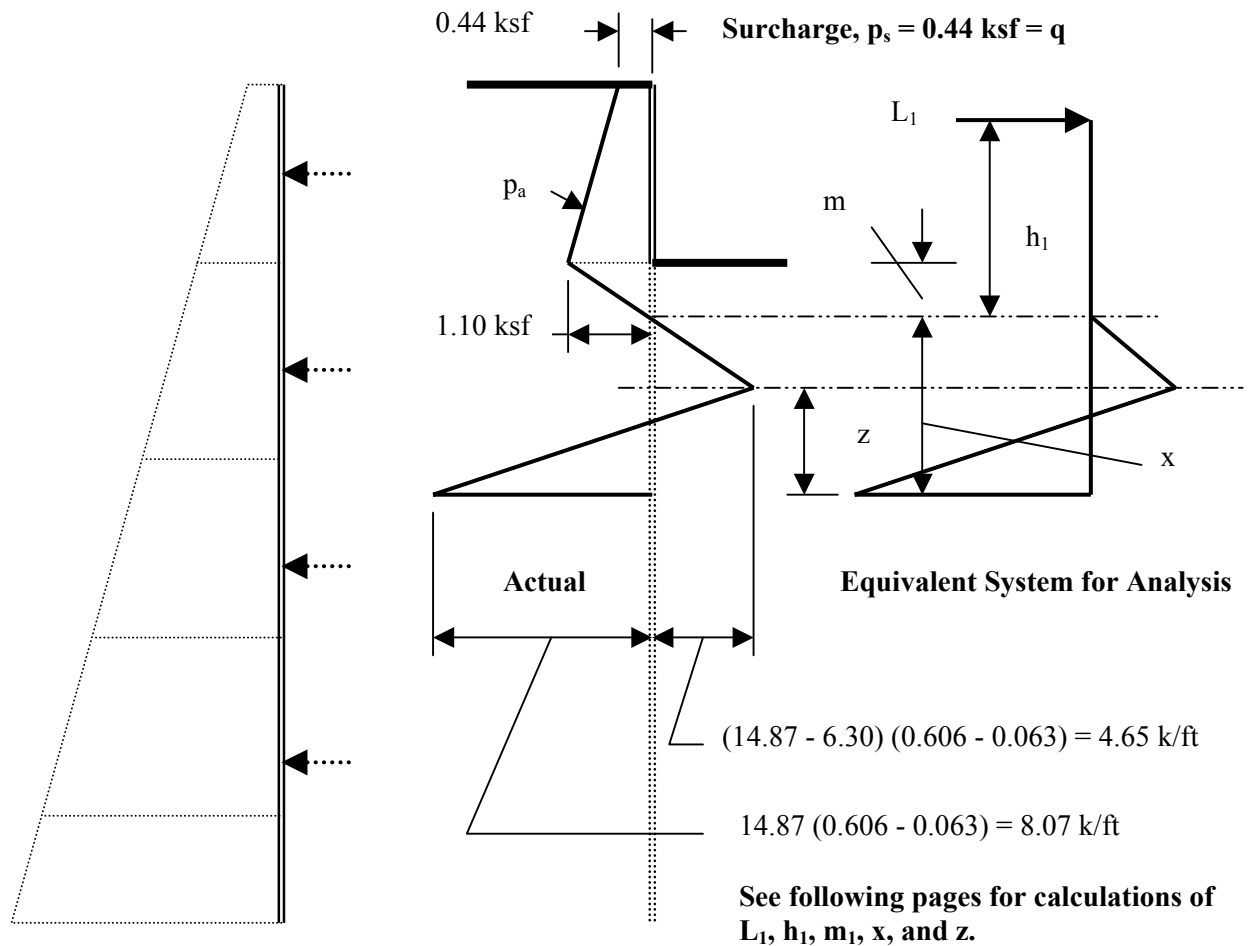 0.44 ksf
Surcharge, pₛ = 0.44 ksf = q
L₁
pₐ
m
h₁
1.10 ksf
z
x
Actual
Equivalent System for Analysis
(14.87 - 6.30) (0.606 - 0.063) = 4.65 k/ft
14.87 (0.606 - 0.063) = 8.07 k/ft
See following pages for calculations of
L₁, h₁, m₁, x, and z.